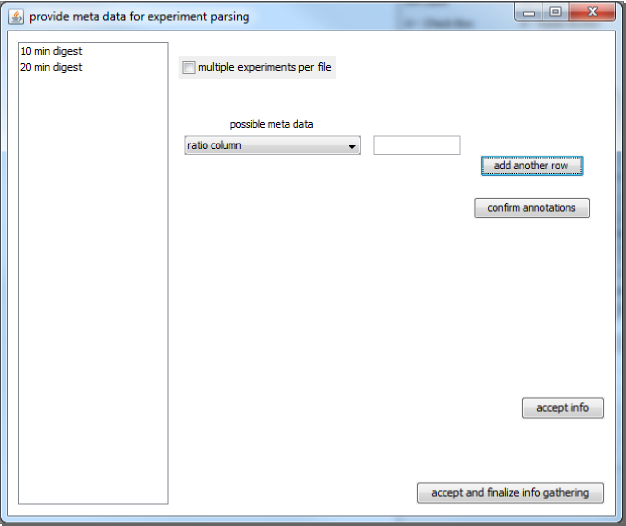 provide meta data for experiment parsing
10 min digest
20 min digest
multiple experiments per file
possible meta data
ratio column
add another row
confirm annotations
accept info
accept and finalize info gathering